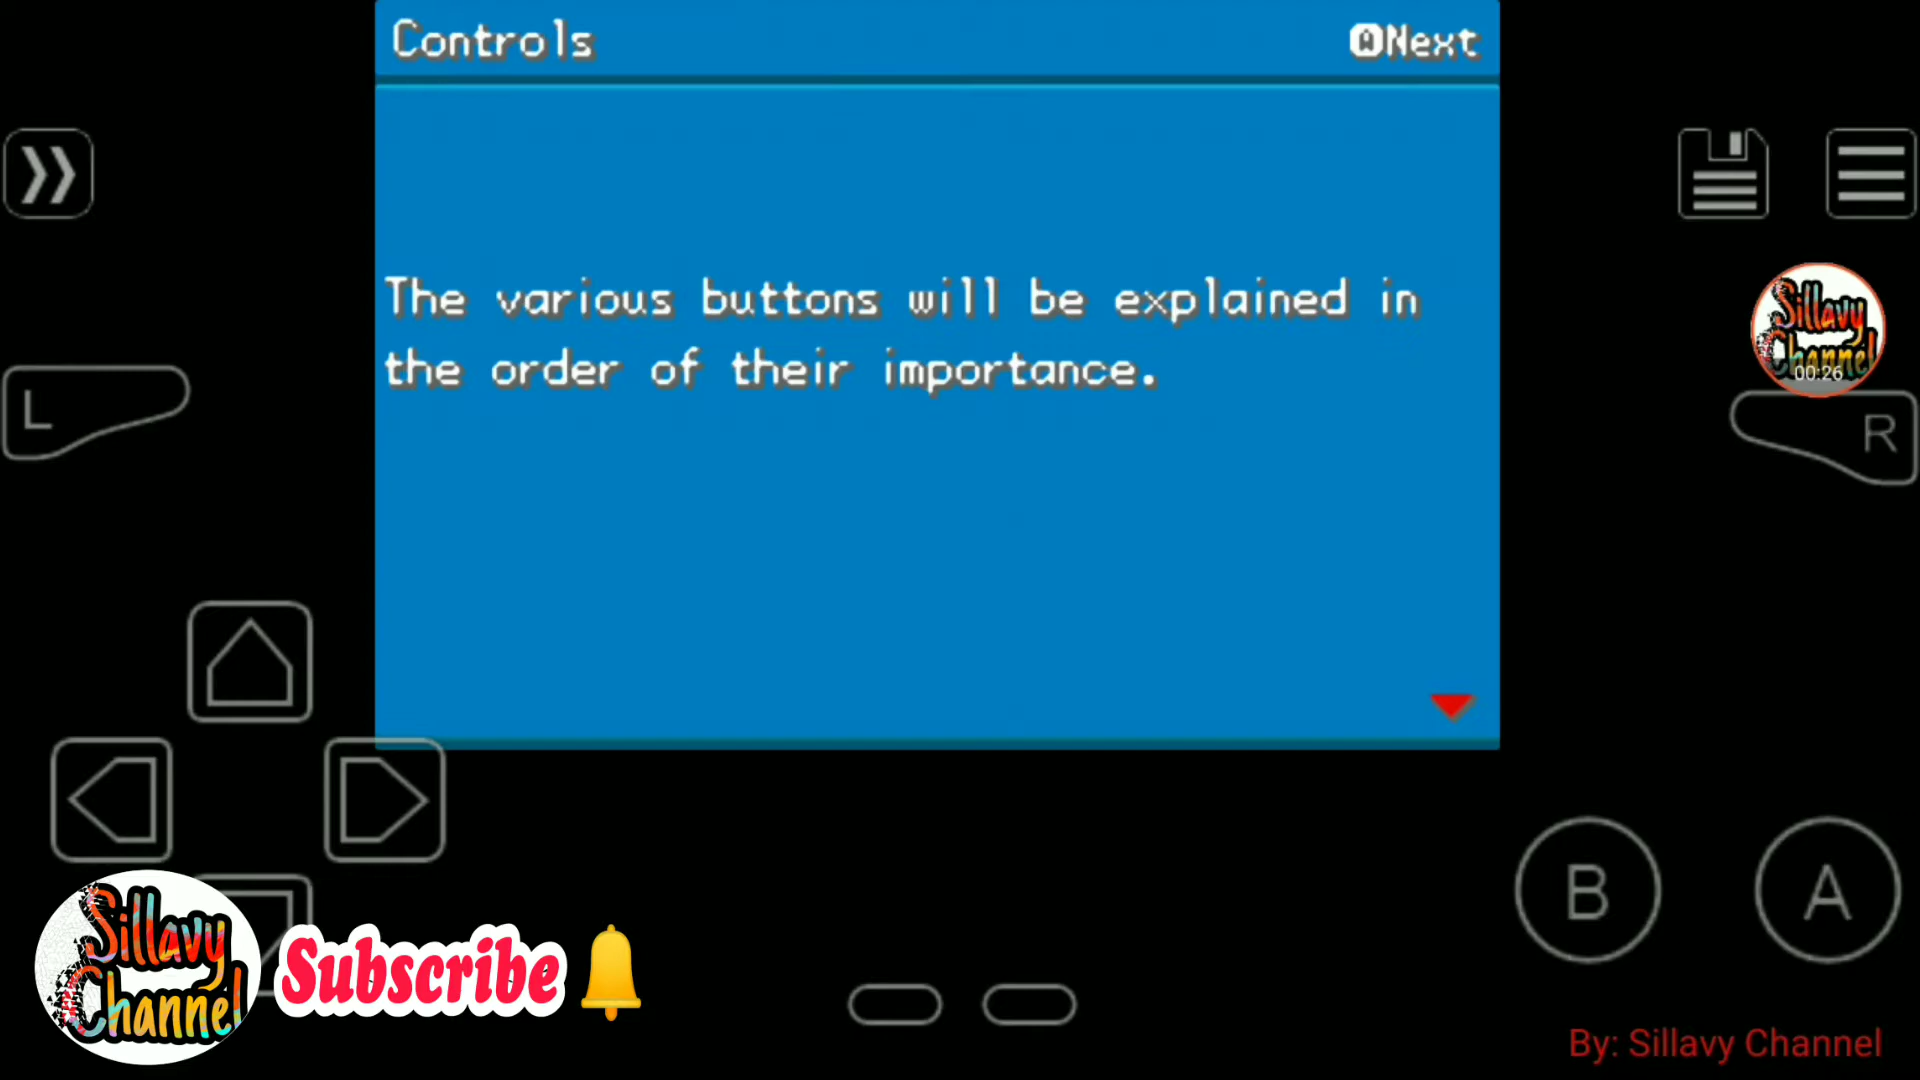 Controls
A Next
The various buttons will be explained in
the order of their importance.
L
Sillavy
Channel
00:26
R
B
A
Sillavy
Channel
Subscribe
By: Sillavy Channel